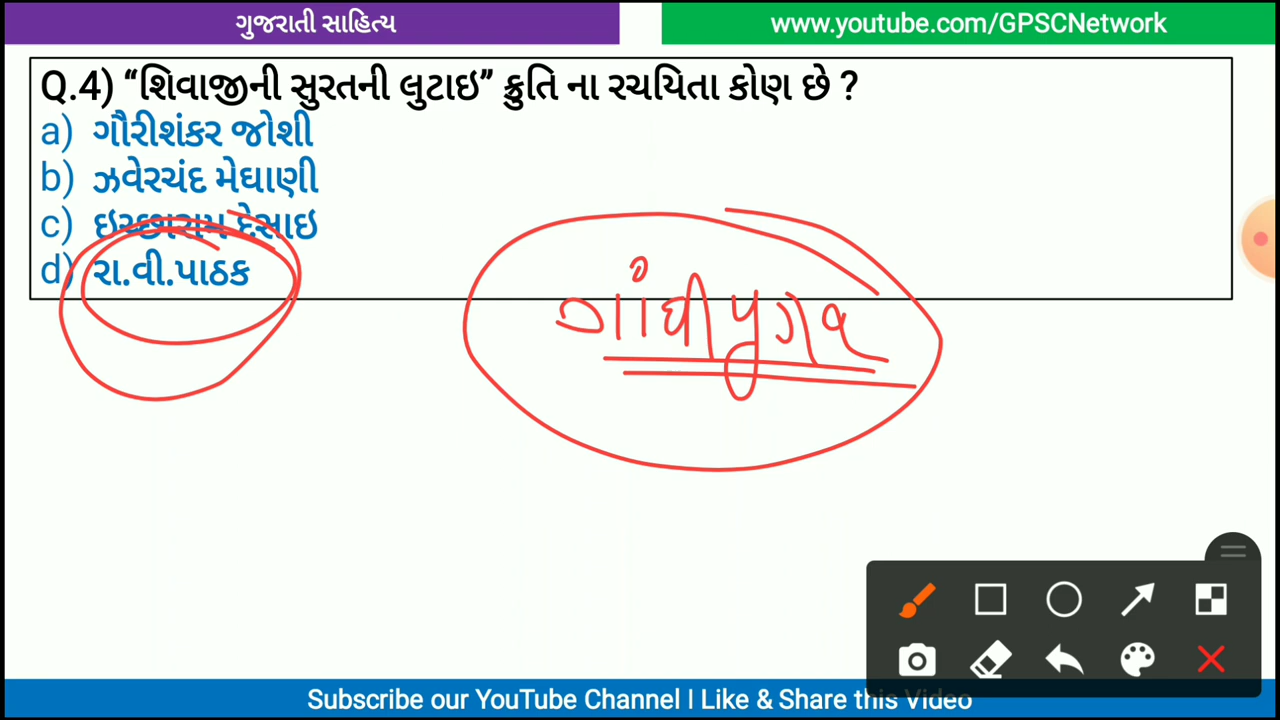 ગુજરાતી સાહિત્ય
www.youtube.com/GPSCNetwork
Q.4) “શિવાજીની સુરતની લુટાઇ” ક્રુતિ ના રચયિતા કોણ છે ?
a) ગૌરીશંકર જોશી
b) ઝવેરચંદ મેઘાણી
c) ઇચ્છારામ દેસાઇ
d) રા.વી.પાઠક
ગાંધીયુગ
Subscribe our YouTube Channel | Like & Share this Video